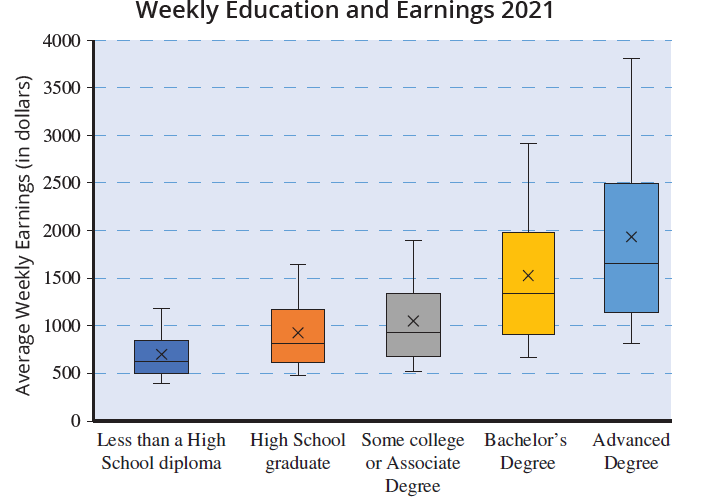 Weekly Education and Earnings 2021
Average Weekly Earnings (in dollars)
4000
3500
3000
2500
2000
1500
1000
500
0
Less than a High
School diploma
High School
graduate
Some college
or Associate
Degree
Bachelor's
Degree
Advanced
Degree